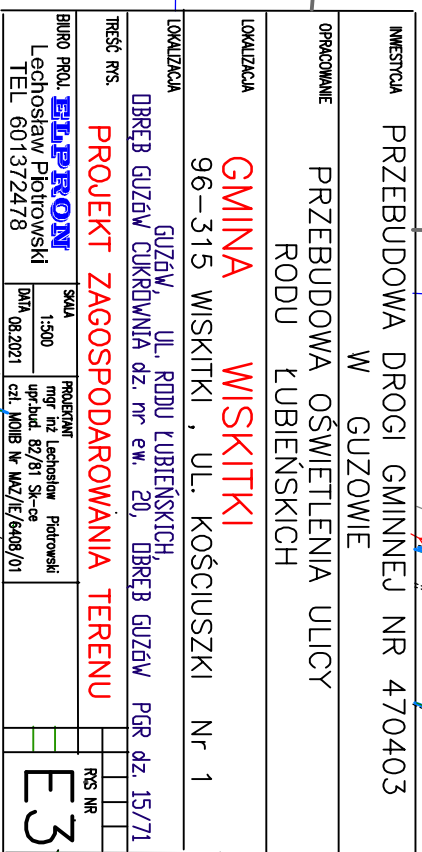 INWESTYCJA
PRZEBUDOWA DROGI GMINNEJ NR 470403
W GUZOWIE
OPRACOWANIE
PRZEBUDOWA OŚWIETLENIA ULICY
RODU ŁUBIEŃSKICH
LOKALIZACJA
GMINA WISKITKI
96-315 WISKITKI , UL. KOŚCIUSZKI Nr 1
LOKALIZACJA
GUZÓW, UL. RODU ŁUBIEŃSKICH,
OBRĘB GUZÓW CUKROWNIA dz. nr ew. 20, OBRĘB GUZÓW PGR dz. 15/71
TREŚĆ RYS.
PROJEKT ZAGOSPODAROWANIA TERENU
BIURO PROJ. ELPRON
Lechosław Piotrowski
TEL 601372478
SKALA
1:500
DATA
08.2021
PROJEKTANT
mgr inż Lechosław Piotrowski
upr.bud. 82/81 Sk-ce
czł. MOIIB Nr MAZ/IE/6408/01
RYS NR
E3